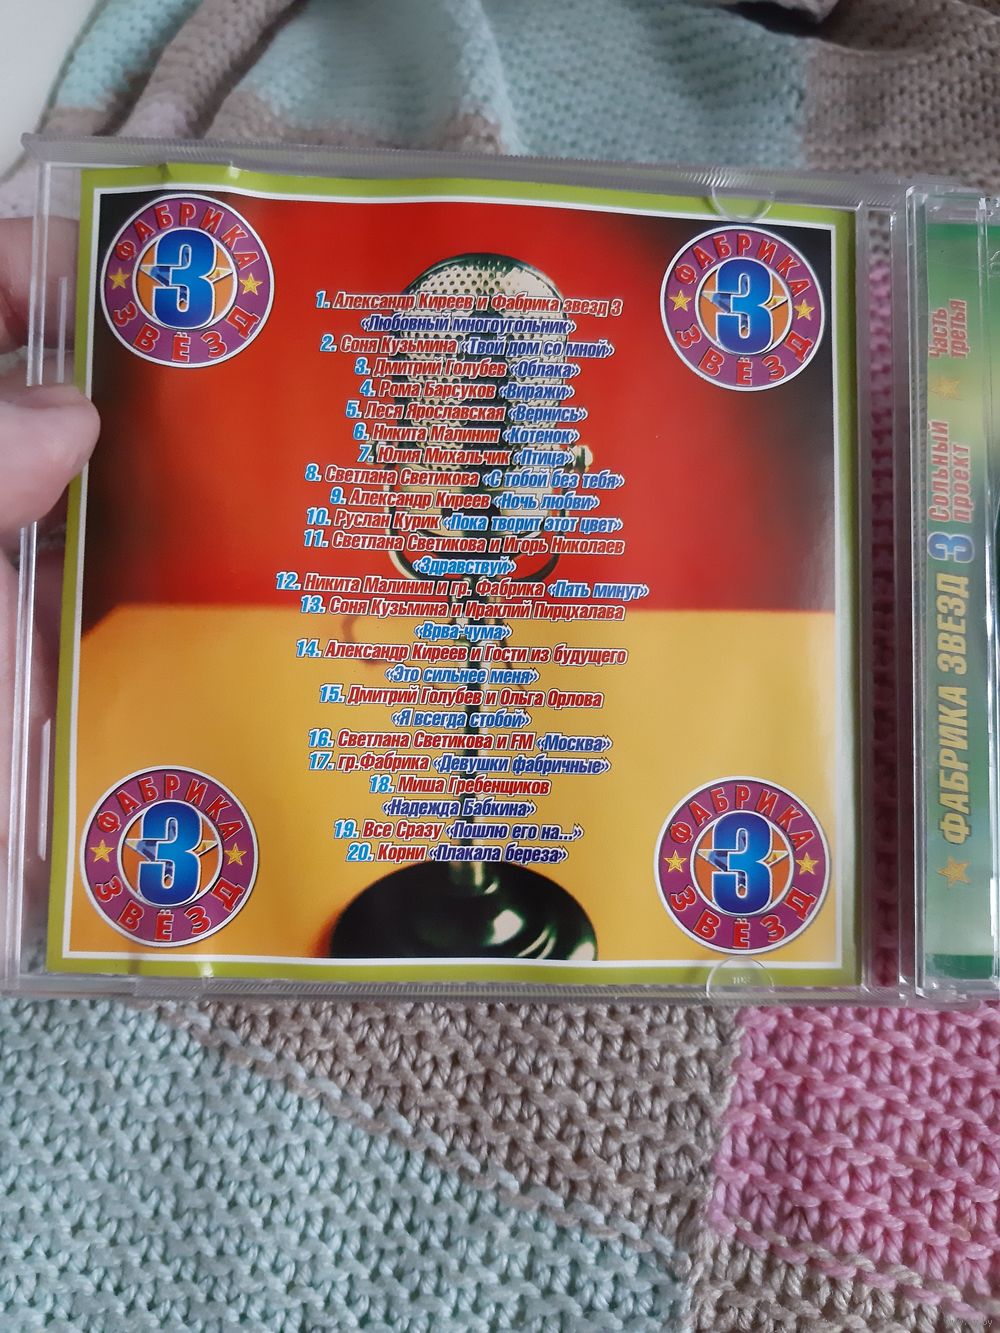 ФАБРИКА ЗВЁЗД
3
ФАБРИКА ЗВЁЗД
3
1. Александр Киреев и Фабрика звезд 3
«Любовный многоугольник»
2. Соня Кузьмина «Твой дом со мной»
3. Дмитрий Голубев «Облака»
4. Рома Барсуков «Виражи»
5. Леся Ярославская «Вернись»
6. Никита Малинин «Котенок»
7. Юлия Михальчик «Птица»
8. Светлана Светикова «С тобой без тебя»
9. Александр Киреев «Ночь любви»
10. Руслан Курик «Пока творит этот цвет»
11. Светлана Светикова и Игорь Николаев
«Здравствуй»
12. Никита Малинин и гр. Фабрика «Пять минут»
13. Соня Кузьмина и Ираклий Пирцхалава
«Врва-чума»
14. Александр Киреев и Гости из будущего
«Это сильнее меня»
15. Дмитрий Голубев и Ольга Орлова
«Я всегда стобой»
16. Светлана Светикова и FM «Москва»
17. гр.Фабрика «Девушки фабричные»
18. Миша Гребенщиков
«Надежда Бабкина»
19. Все Сразу «Пошлю его на...»
20. Корни «Плакала береза»
ФАБРИКА ЗВЁЗД
3
ФАБРИКА ЗВЁЗД
3
ФАБРИКА ЗВЕЗД 3
Сольный
проект
Часть
третья